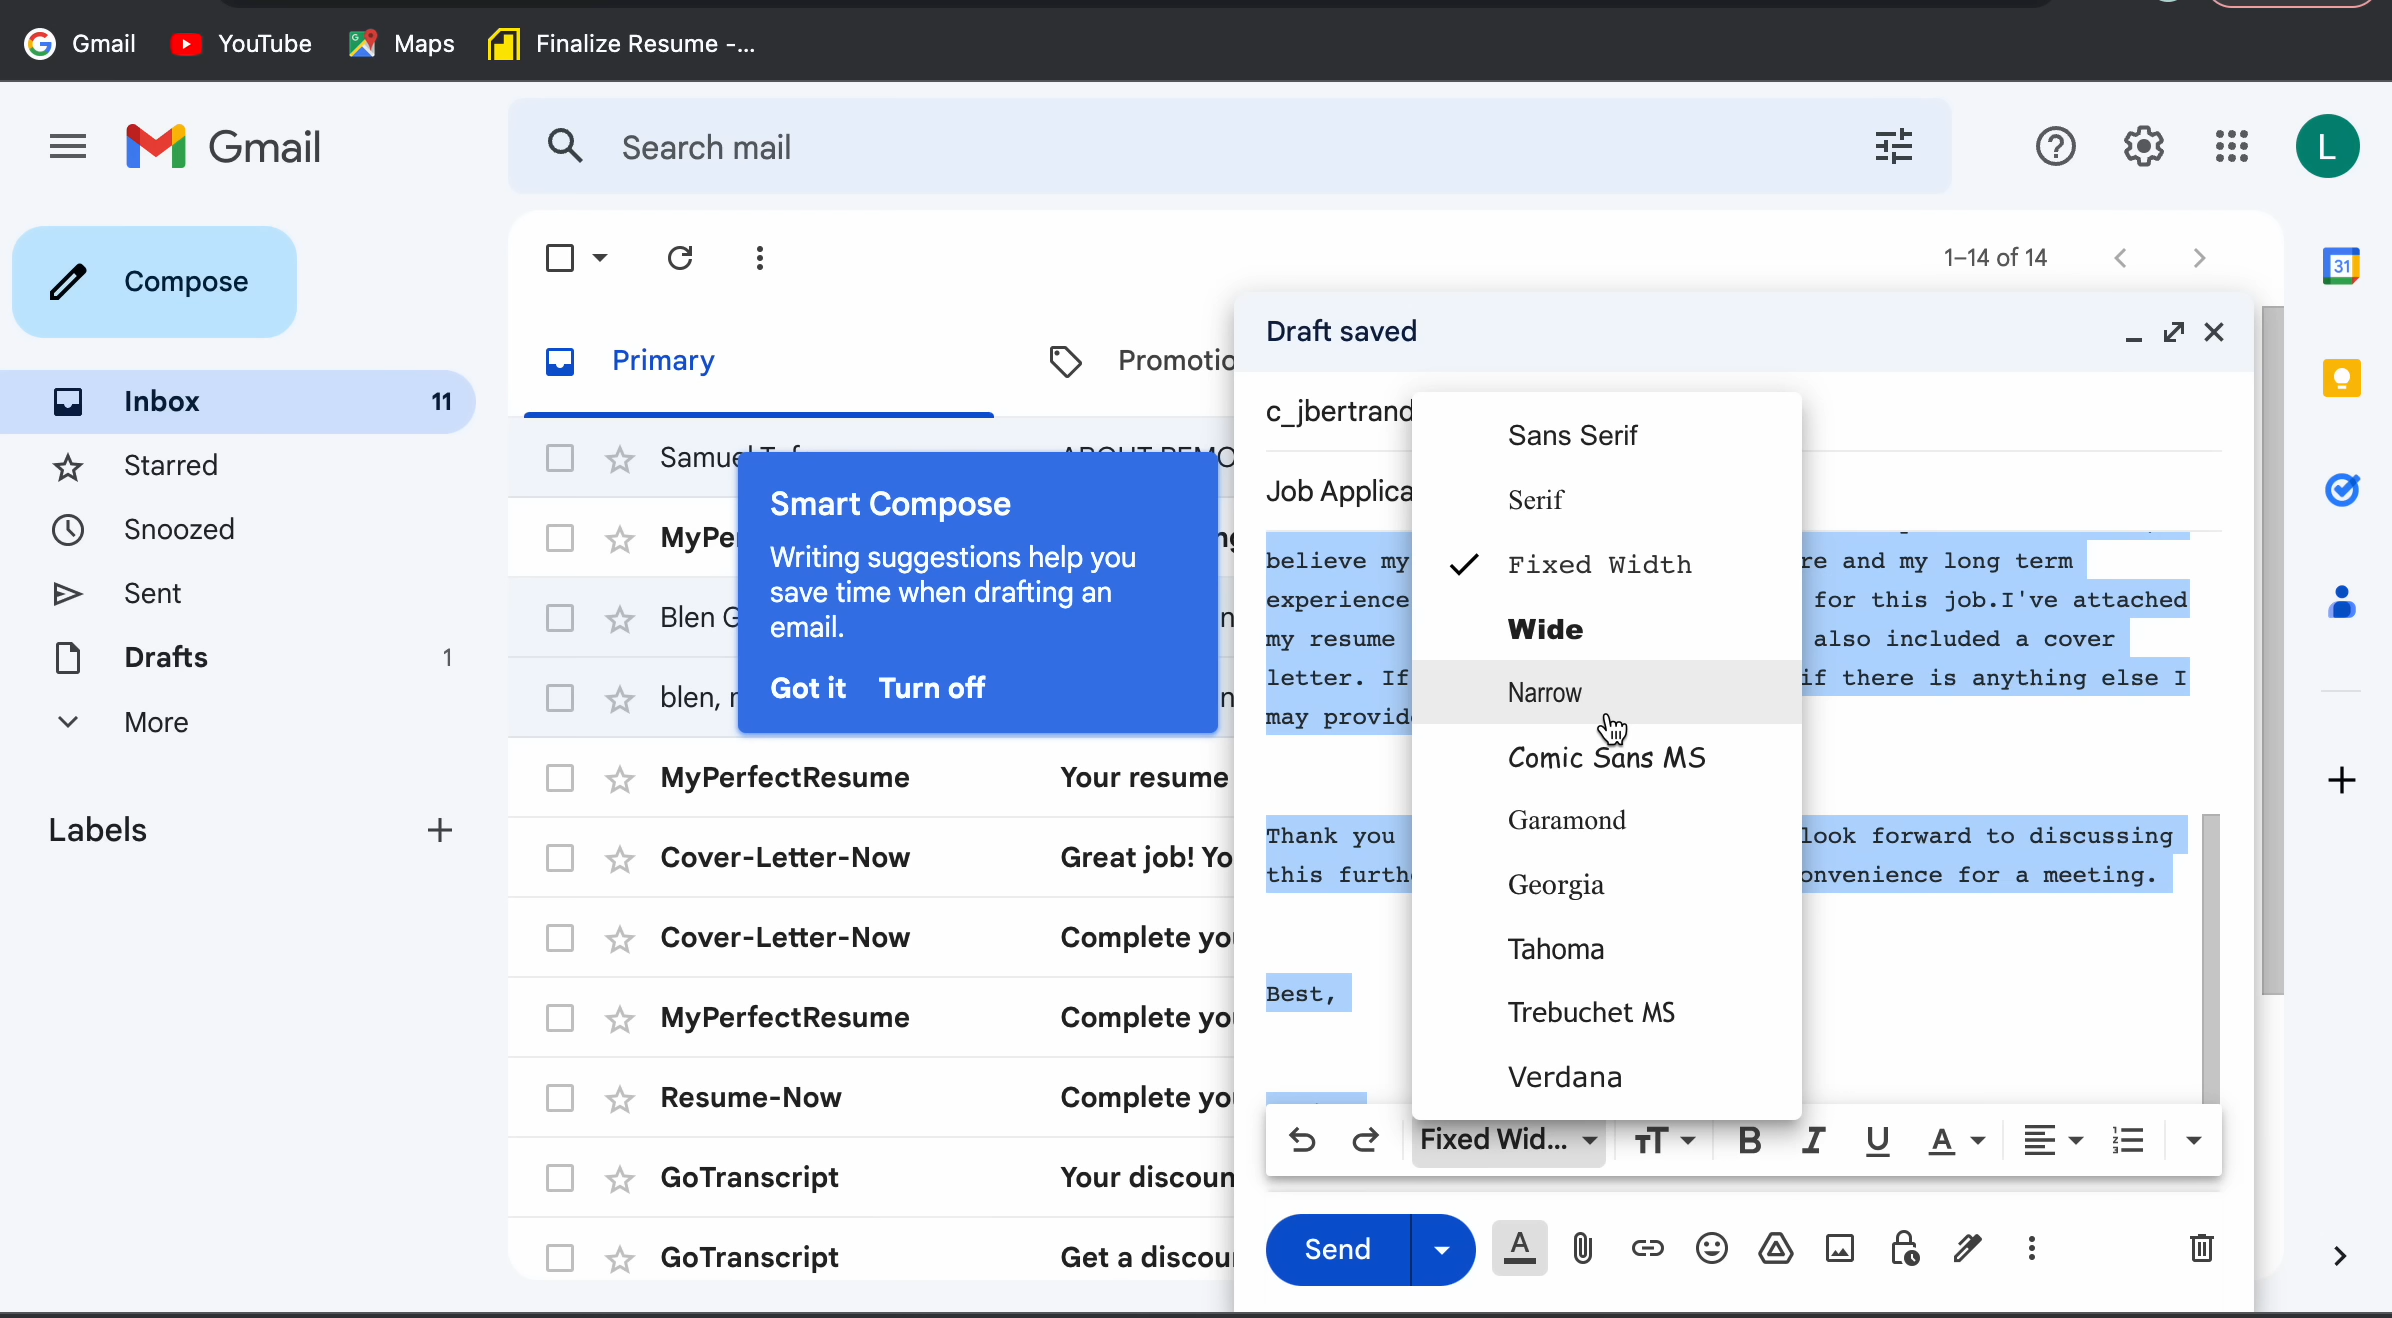 Gmail
YouTube
Maps
Finalize Resume -...
Gmail
Search mail
L
Compose
Inbox 11
Starred
Snoozed
Sent
Drafts 1
More
Labels
1–14 of 14
31
Primary
Promotio
Samuel
MyPe
Blen G
blen,
MyPerfectResume Your resume
Cover-Letter-Now Great job! Yo
Cover-Letter-Now Complete yo
MyPerfectResume Complete yo
Resume-Now Complete yo
GoTranscript Your discoun
GoTranscript Get a discou
Smart Compose
Writing suggestions help you
save time when drafting an
email.
Got it Turn off
Draft saved
c_jbertrand
Job Applica
believe my re and my long term
experience for this job.I've attached
my resume also included a cover
letter. If if there is anything else I
may provid
Thank you look forward to discussing
this furth onvenience for a meeting.
Best,
Sans Serif
Serif
Fixed Width
Wide
Narrow
Comic Sans MS
Garamond
Georgia
Tahoma
Trebuchet MS
Verdana
Fixed Wid...
B I U A
Send
A